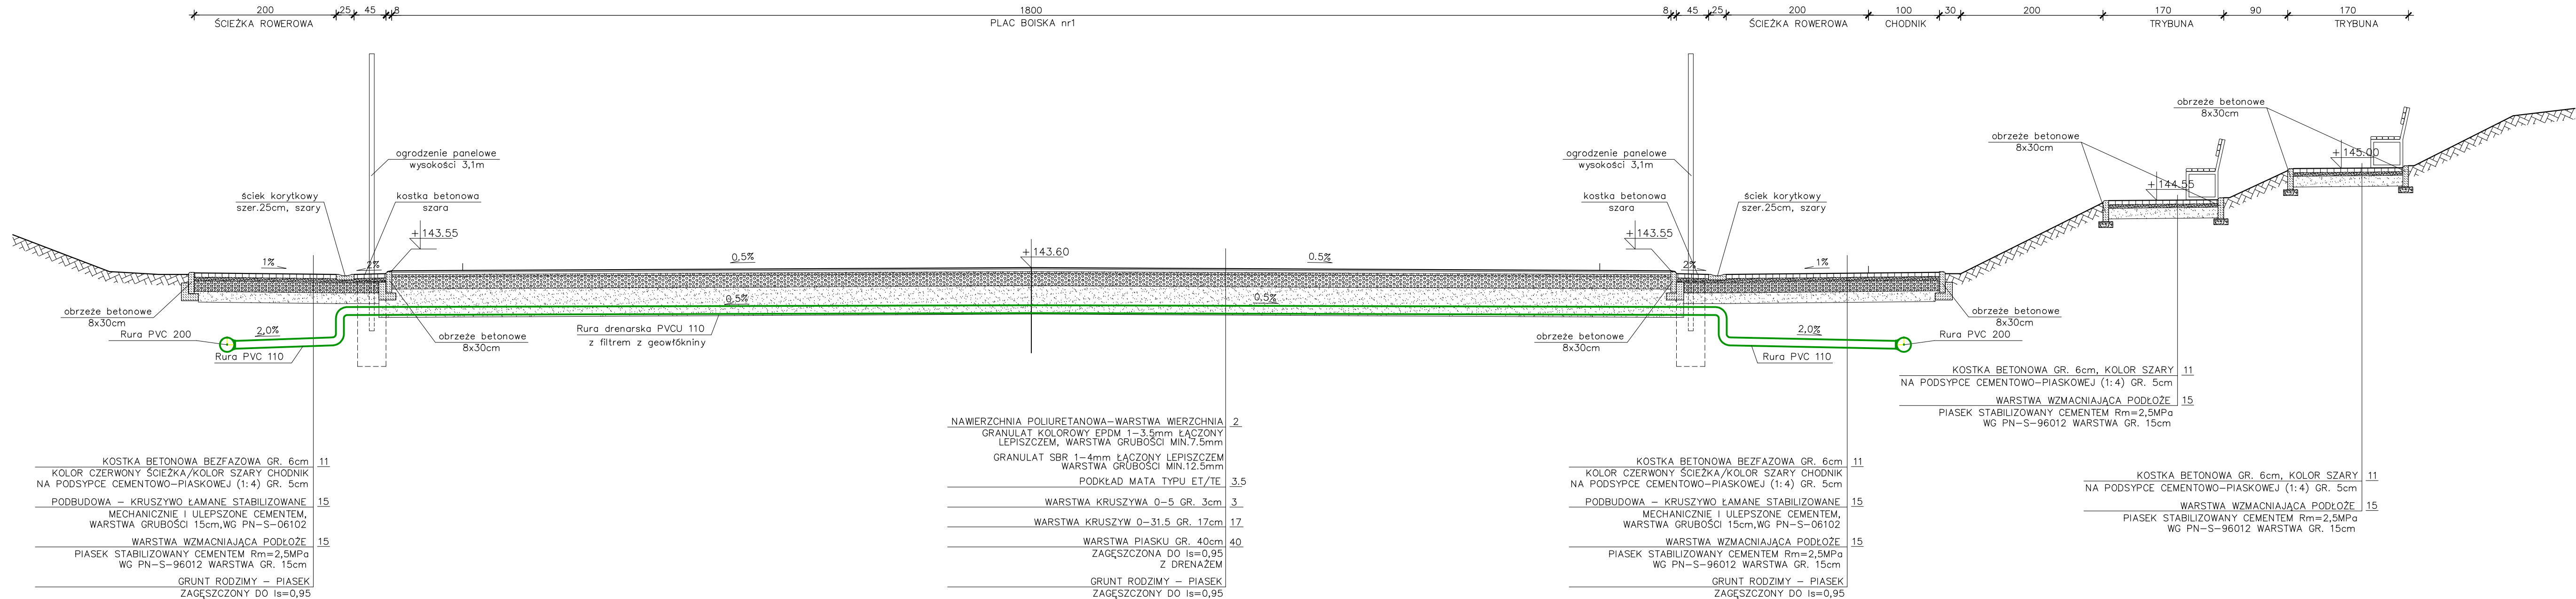 200
25
45
8
1800
8
45
25
200
100
30
200
170
90
170
ŚCIEŻKA ROWEROWA
PLAC BOISKA nr1
ŚCIEŻKA ROWEROWA
CHODNIK
TRYBUNA
TRYBUNA
obrzeże betonowe
8x30cm
obrzeże betonowe
8x30cm
ogrodzenie panelowe
wysokości 3,1m
ogrodzenie panelowe
wysokości 3,1m
+145.00
+144.55
ściek korytkowy
szer.25cm, szary
kostka betonowa
szara
kostka betonowa
szara
ściek korytkowy
szer.25cm, szary
+143.55
+143.60
+143.55
1%
2%
0,5%
0.5%
2%
1%
0,5%
0,5%
obrzeże betonowe
8x30cm
Rura PVC 200
2,0%
Rura PVC 110
obrzeże betonowe
8x30cm
Rura drenarska PVCU 110
z filtrem z geowłókniny
obrzeże betonowe
8x30cm
2,0%
Rura PVC 110
obrzeże betonowe
8x30cm
Rura PVC 200
KOSTKA BETONOWA BEZFAZOWA GR. 6cm 11
KOLOR CZERWONY ŚCIEŻKA/KOLOR SZARY CHODNIK
NA PODSYPCE CEMENTOWO-PIASKOWEJ (1:4) GR. 5cm
PODBUDOWA - KRUSZYWO ŁAMANE STABILIZOWANE 15
MECHANICZNIE I ULEPSZONE CEMENTEM,
WARSTWA GRUBOŚCI 15cm,WG PN-S-06102
WARSTWA WZMACNIAJĄCA PODŁOŻE 15
PIASEK STABILIZOWANY CEMENTEM Rm=2,5MPa
WG PN-S-96012 WARSTWA GR. 15cm
GRUNT RODZIMY - PIASEK
ZAGĘSZCZONY DO Is=0,95
NAWIERZCHNIA POLIURETANOWA-WARSTWA WIERZCHNIA 2
GRANULAT KOLOROWY EPDM 1-3.5mm ŁĄCZONY
LEPISZCZEM, WARSTWA GRUBOŚCI MIN.7.5mm
GRANULAT SBR 1-4mm ŁĄCZONY LEPISZCZEM
WARSTWA GRUBOŚCI MIN.12.5mm
PODKŁAD MATA TYPU ET/TE 3.5
WARSTWA KRUSZYWA 0-5 GR. 3cm 3
WARSTWA KRUSZYW 0-31.5 GR. 17cm 17
WARSTWA PIASKU GR. 40cm 40
ZAGĘSZCZONA DO Is=0,95
Z DRENAŻEM
GRUNT RODZIMY - PIASEK
ZAGĘSZCZONY DO Is=0,95
KOSTKA BETONOWA BEZFAZOWA GR. 6cm 11
KOLOR CZERWONY ŚCIEŻKA/KOLOR SZARY CHODNIK
NA PODSYPCE CEMENTOWO-PIASKOWEJ (1:4) GR. 5cm
PODBUDOWA - KRUSZYWO ŁAMANE STABILIZOWANE 15
MECHANICZNIE I ULEPSZONE CEMENTEM,
WARSTWA GRUBOŚCI 15cm,WG PN-S-06102
WARSTWA WZMACNIAJĄCA PODŁOŻE 15
PIASEK STABILIZOWANY CEMENTEM Rm=2,5MPa
WG PN-S-96012 WARSTWA GR. 15cm
GRUNT RODZIMY - PIASEK
ZAGĘSZCZONY DO Is=0,95
KOSTKA BETONOWA GR. 6cm, KOLOR SZARY 11
NA PODSYPCE CEMENTOWO-PIASKOWEJ (1:4) GR. 5cm
WARSTWA WZMACNIAJĄCA PODŁOŻE 15
PIASEK STABILIZOWANY CEMENTEM Rm=2,5MPa
WG PN-S-96012 WARSTWA GR. 15cm
KOSTKA BETONOWA GR. 6cm, KOLOR SZARY 11
NA PODSYPCE CEMENTOWO-PIASKOWEJ (1:4) GR. 5cm
WARSTWA WZMACNIAJĄCA PODŁOŻE 15
PIASEK STABILIZOWANY CEMENTEM Rm=2,5MPa
WG PN-S-96012 WARSTWA GR. 15cm